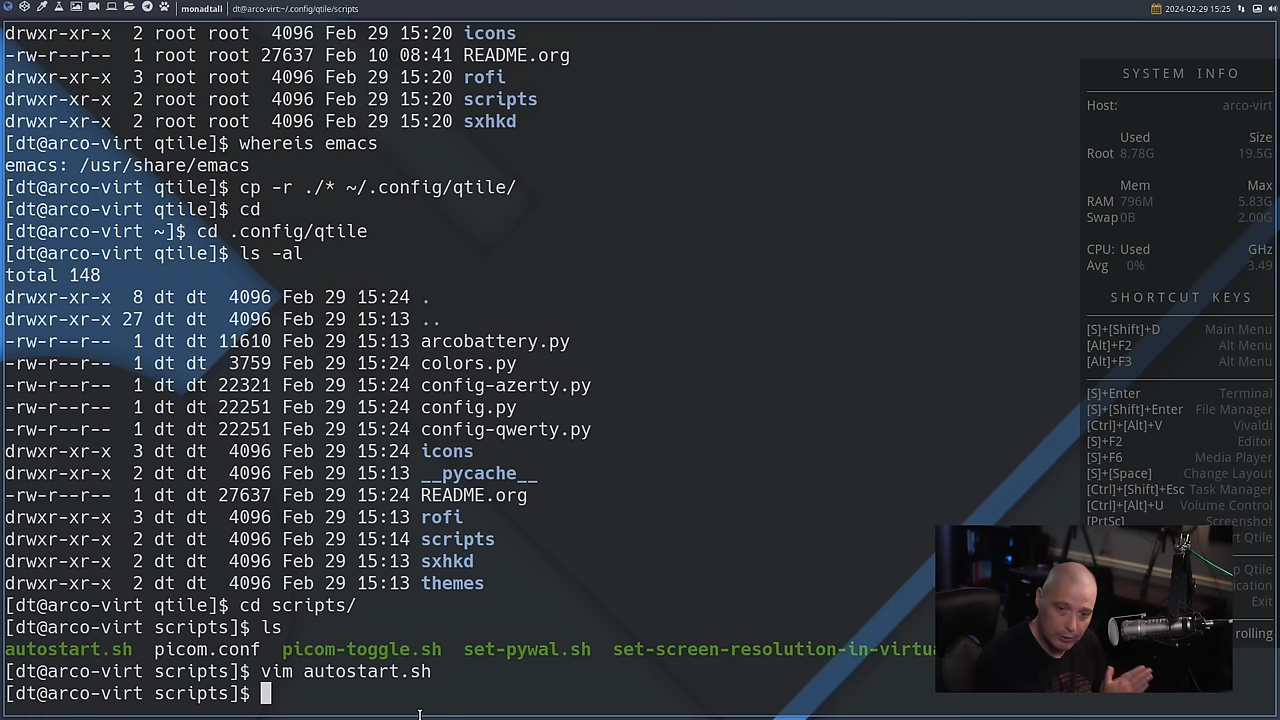 monadtall dt@arco-virt:~/.config/qtile/scripts 2024-02-29 15:25
drwxr-xr-x 2 root root 4096 Feb 29 15:20 icons
-rw-r--r-- 1 root root 27637 Feb 10 08:41 README.org
drwxr-xr-x 3 root root 4096 Feb 29 15:20 rofi
drwxr-xr-x 2 root root 4096 Feb 29 15:20 scripts
drwxr-xr-x 2 root root 4096 Feb 29 15:20 sxhkd
[dt@arco-virt qtile]$ whereis emacs
emacs: /usr/share/emacs
[dt@arco-virt qtile]$ cp -r ./* ~/.config/qtile/
[dt@arco-virt qtile]$ cd
[dt@arco-virt ~]$ cd .config/qtile
[dt@arco-virt qtile]$ ls -al
total 148
drwxr-xr-x 8 dt dt 4096 Feb 29 15:24 .
drwxr-xr-x 27 dt dt 4096 Feb 29 15:13 ..
-rw-r--r-- 1 dt dt 11610 Feb 29 15:13 arcobattery.py
-rw-r--r-- 1 dt dt 3759 Feb 29 15:24 colors.py
-rw-r--r-- 1 dt dt 22321 Feb 29 15:24 config-azerty.py
-rw-r--r-- 1 dt dt 22251 Feb 29 15:24 config.py
-rw-r--r-- 1 dt dt 22251 Feb 29 15:24 config-qwerty.py
drwxr-xr-x 3 dt dt 4096 Feb 29 15:24 icons
drwxr-xr-x 2 dt dt 4096 Feb 29 15:13 __pycache__
-rw-r--r-- 1 dt dt 27637 Feb 29 15:24 README.org
drwxr-xr-x 3 dt dt 4096 Feb 29 15:13 rofi
drwxr-xr-x 2 dt dt 4096 Feb 29 15:14 scripts
drwxr-xr-x 2 dt dt 4096 Feb 29 15:13 sxhkd
drwxr-xr-x 2 dt dt 4096 Feb 29 15:13 themes
[dt@arco-virt qtile]$ cd scripts/
[dt@arco-virt scripts]$ ls
autostart.sh picom.conf picom-toggle.sh set-pywal.sh set-screen-resolution-in-virtua
[dt@arco-virt scripts]$ vim autostart.sh
[dt@arco-virt scripts]$
SYSTEM INFO
Host: arco-virt
Used Size
Root 8.78G 19.5G
Mem Max
RAM 796M 5.83G
Swap 0B 2.00G
CPU: Used GHz
Avg 0% 3.49
SHORTCUT KEYS
[S]+[Shift]+D Main Menu
[Alt]+F2 Alt Menu
[Alt]+F3 Alt Menu
[S]+Enter Terminal
[S]+[Shift]+Enter File Manager
[Ctrl]+[Alt]+V Vivaldi
[S]+F2 Editor
[S]+F6 Media Player
[S]+[Space] Change Layout
[Ctrl]+[Shift]+Esc Task Manager
[Ctrl]+[Alt]+U Volume Control
[PrtSc] Screenshot
Qtile
Qtile
ication
Exit
rolling